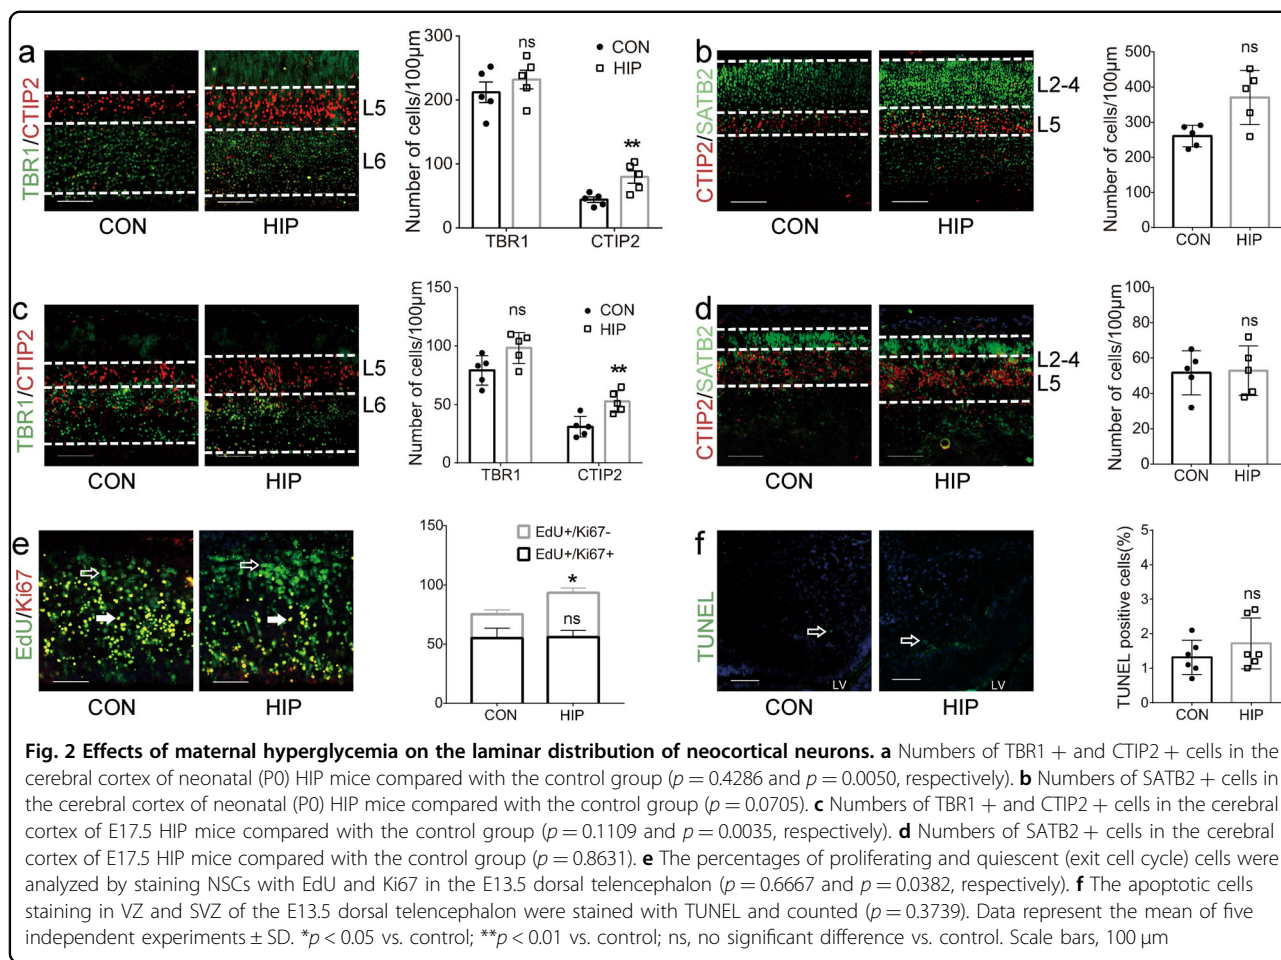 a
TBR1/CTIP2
L5
L6
CON
HIP
Number of cells/100μm
300
200
100
0
ns
**
CON
HIP
TBR1
CTIP2
b
CTIP2/SATB2
L2-4
L5
CON
HIP
Number of cells/100μm
500
400
300
200
100
0
ns
CON
HIP
c
TBR1/CTIP2
L5
L6
CON
HIP
Number of cells/100μm
150
100
50
0
ns
**
CON
HIP
TBR1
CTIP2
d
CTIP2/SATB2
L2-4
L5
CON
HIP
Number of cells/100μm
100
80
60
40
20
0
ns
CON
HIP
e
EdU/Ki67
CON
HIP
150
100
50
0
EdU+/Ki67-
EdU+/Ki67+
*
ns
CON
HIP
f
TUNEL
LV
LV
CON
HIP
TUNEL positive cells(%)
5
4
3
2
1
0
ns
CON
HIP
Fig. 2 Effects of maternal hyperglycemia on the laminar distribution of neocortical neurons. a Numbers of TBR1 + and CTIP2 + cells in the
cerebral cortex of neonatal (P0) HIP mice compared with the control group (p = 0.4286 and p = 0.0050, respectively). b Numbers of SATB2 + cells in
the cerebral cortex of neonatal (P0) HIP mice compared with the control group (p = 0.0705). c Numbers of TBR1 + and CTIP2 + cells in the cerebral
cortex of E17.5 HIP mice compared with the control group (p = 0.1109 and p = 0.0035, respectively). d Numbers of SATB2 + cells in the cerebral
cortex of E17.5 HIP mice compared with the control group (p = 0.8631). e The percentages of proliferating and quiescent (exit cell cycle) cells were
analyzed by staining NSCs with EdU and Ki67 in the E13.5 dorsal telencephalon (p = 0.6667 and p = 0.0382, respectively). f The apoptotic cells
staining in VZ and SVZ of the E13.5 dorsal telencephalon were stained with TUNEL and counted (p = 0.3739). Data represent the mean of five
independent experiments ± SD. *p < 0.05 vs. control; **p < 0.01 vs. control; ns, no significant difference vs. control. Scale bars, 100 μm